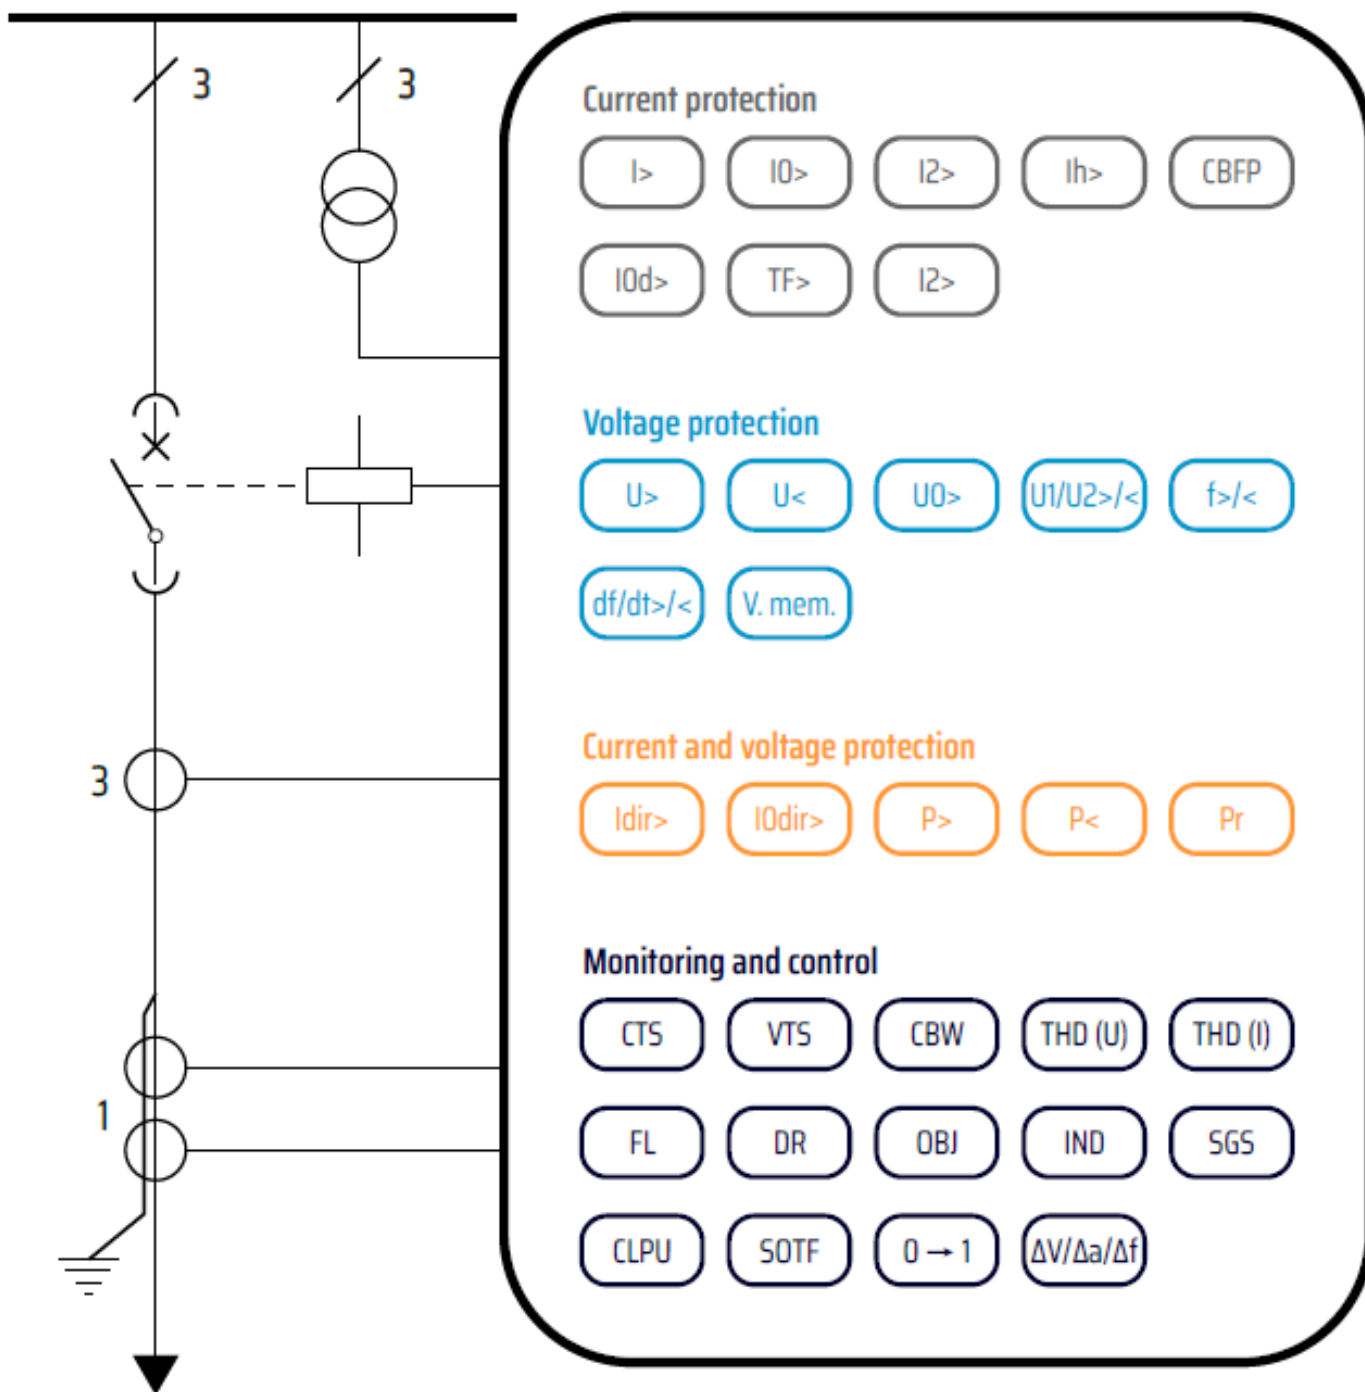 3 3
Current protection
I> I0> I2> Ih> CBFP
I0d> TF> I2>
Voltage protection
U> U< U0> U1/U2>/< f>/<
df/dt>/< V. mem.
Current and voltage protection
3
Idir> I0dir> P> P< Pr
Monitoring and control
CTS VTS CBW THD (U) THD (I)
1
FL DR OBJ IND SGS
CLPU SOTF 0 → 1 ΔV/Δa/Δf